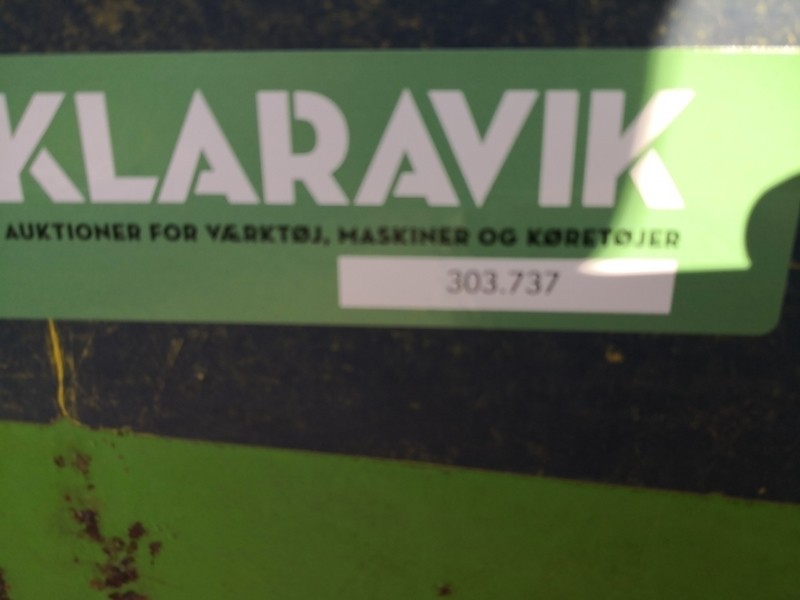 KLARAVIK
AUKTIONER FOR VÆRKTØJ, MASKINER OG KØRETØJER
303.737